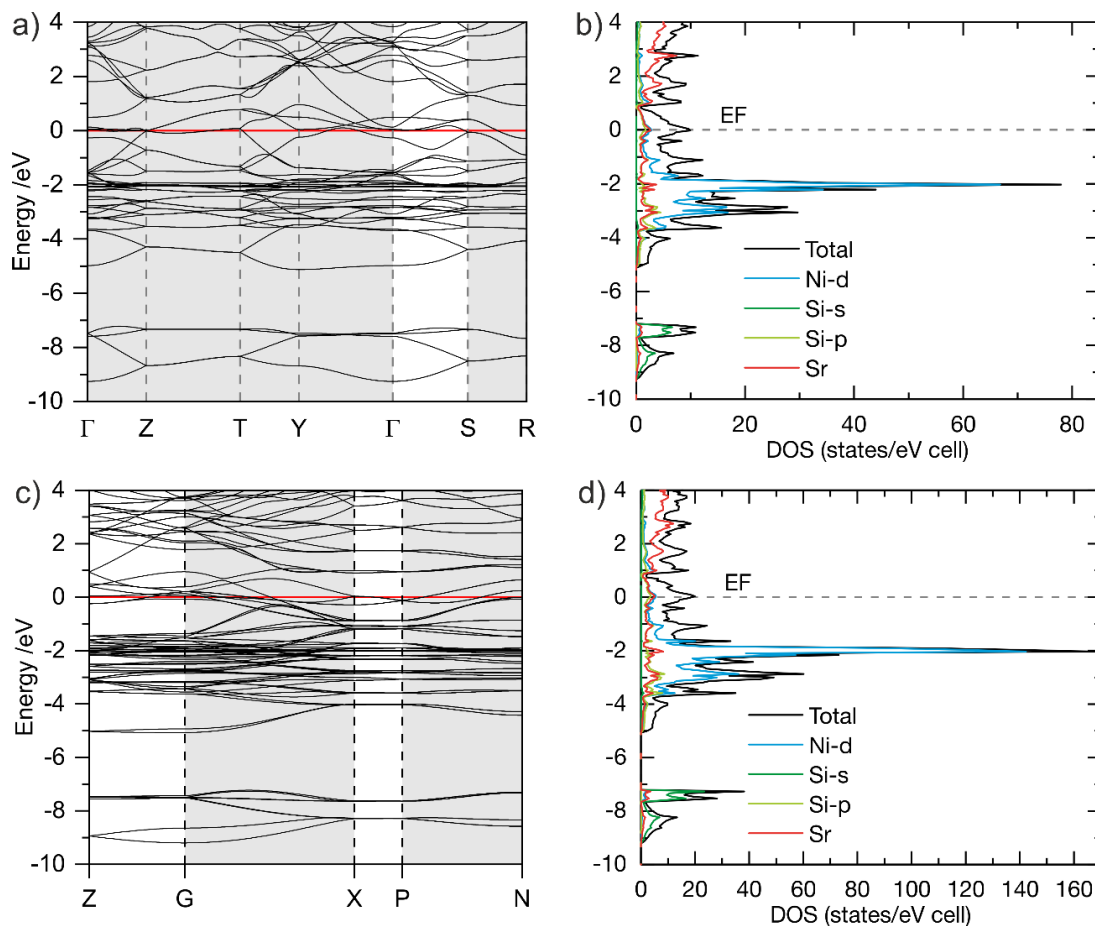 a)
Energy /eV
4
2
0
-2
-4
-6
-8
-10
Γ Z T Y Γ S R
b)
4
2
0
-2
-4
-6
-8
-10
EF
Total
Ni-d
Si-s
Si-p
Sr
0 20 40 60 80
DOS (states/eV cell)
c)
Energy /eV
4
2
0
-2
-4
-6
-8
-10
Z G X P N
d)
4
2
0
-2
-4
-6
-8
-10
EF
Total
Ni-d
Si-s
Si-p
Sr
0 20 40 60 80 100 120 140 160
DOS (states/eV cell)